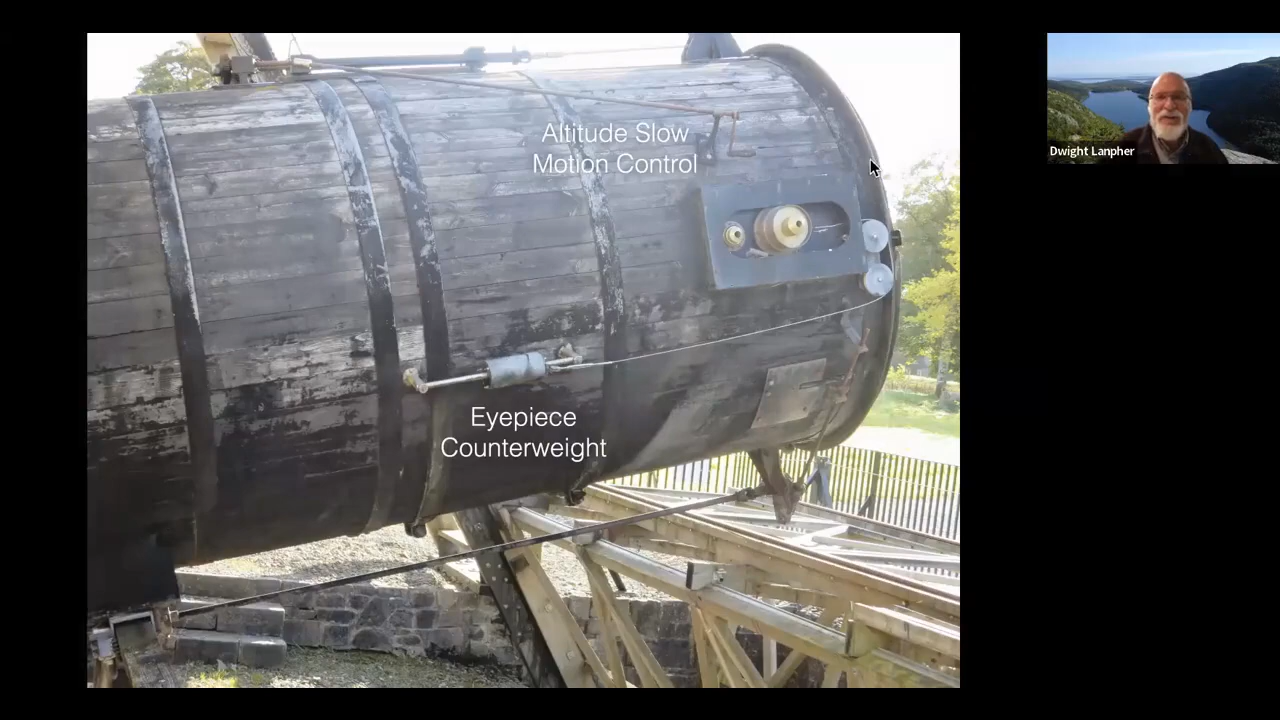 Altitude Slow
Motion Control
Dwight Lanpher
Eyepiece
Counterweight